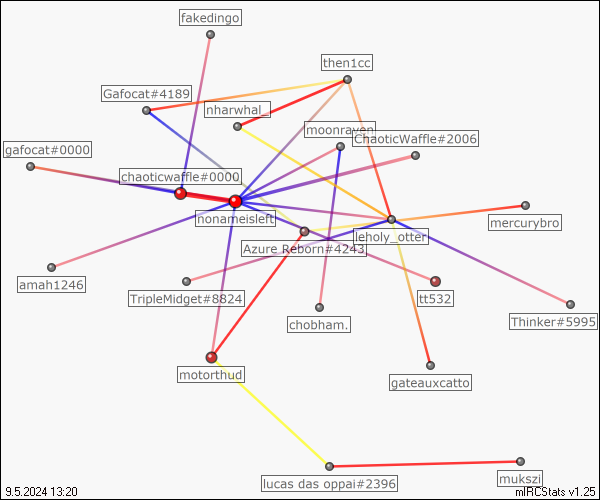 fakedingo
then1cc
Gafocat#4189
nharwhal_
moonraven
ChaoticWaffle#2006
gafocat#0000
chaoticwaffle#0000
nonameisleft
mercurybro
leholy_otter
Azure_Reborn#4243
amah1246
TripleMidget#8824
tt532
chobham.
Thinker#5995
motorthud
gateauxcatto
lucas das oppai#2396
mukszi
9.5.2024 13:20
mIRCStats v1.25